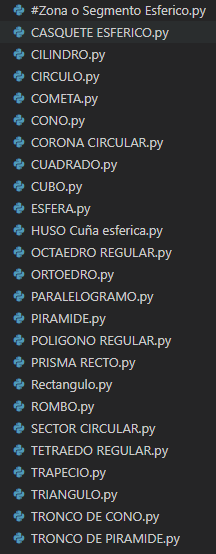 #Zona o Segmento Esferico.py
CASQUETE ESFERICO.py
CILINDRO.py
CIRCULO.py
COMETA.py
CONO.py
CORONA CIRCULAR.py
CUADRADO.py
CUBO.py
ESFERA.py
HUSO Cuña esferica.py
OCTAEDRO REGULAR.py
ORTOEDRO.py
PARALELOGRAMO.py
PIRAMIDE.py
POLIGONO REGULAR.py
PRISMA RECTO.py
Rectangulo.py
ROMBO.py
SECTOR CIRCULAR.py
TETRAEDO REGULAR.py
TRAPECIO.py
TRIANGULO.py
TRONCO DE CONO.py
TRONCO DE PIRAMIDE.py